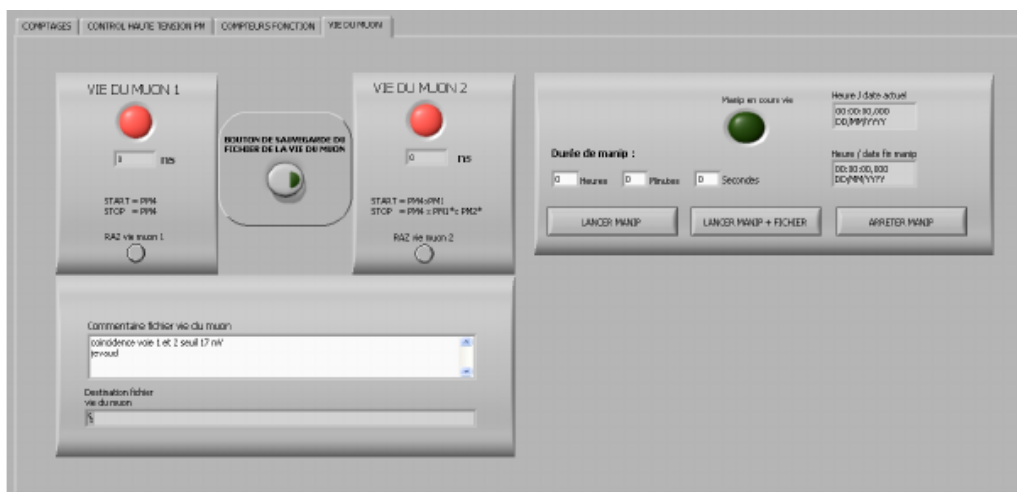 COMPTAGES
CONTROL HAUTE TENSION PM
COMPTEURS FONCTION
VIE DU MUON
VIE DU MUON 1
ns
START = PM4
STOP = PM4
RAZ vie muon 1
BOUTON DE SAUVEGARDE DU
FICHIER DE LA VIE DU MUON
VIE DU MUON 2
0
ns
START = PM4:PM1
STOP = PM4 : PM1*: PM2*
RAZ vie muon 2
Manip en cours vie
Heure / date actuel
00:00:00,000
DD/MM/YYYY
Durée de manip :
0 Heures 0 Minutes 0 Secondes
Heure / date fin manip
00:00:00,000
DD/MM/YYYY
LANCER MANIP
LANCER MANIP + FICHIER
ARRETER MANIP
Commentaire fichier vie du muon
coincidence voie 1 et 2 seuil 17 mV
Destination fichier
vie du muon